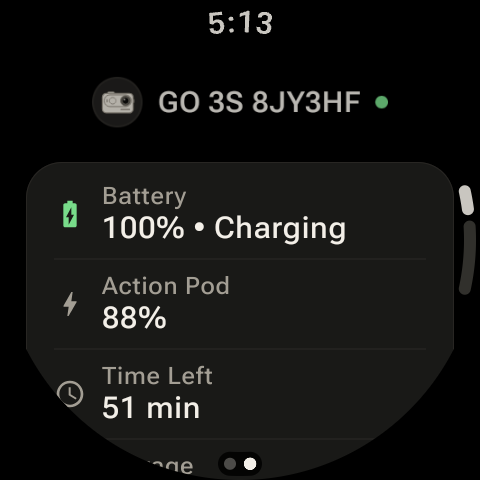 5:13
GO 3S 8JY3HF
Battery
100% • Charging
Action Pod
88%
Time Left
51 min